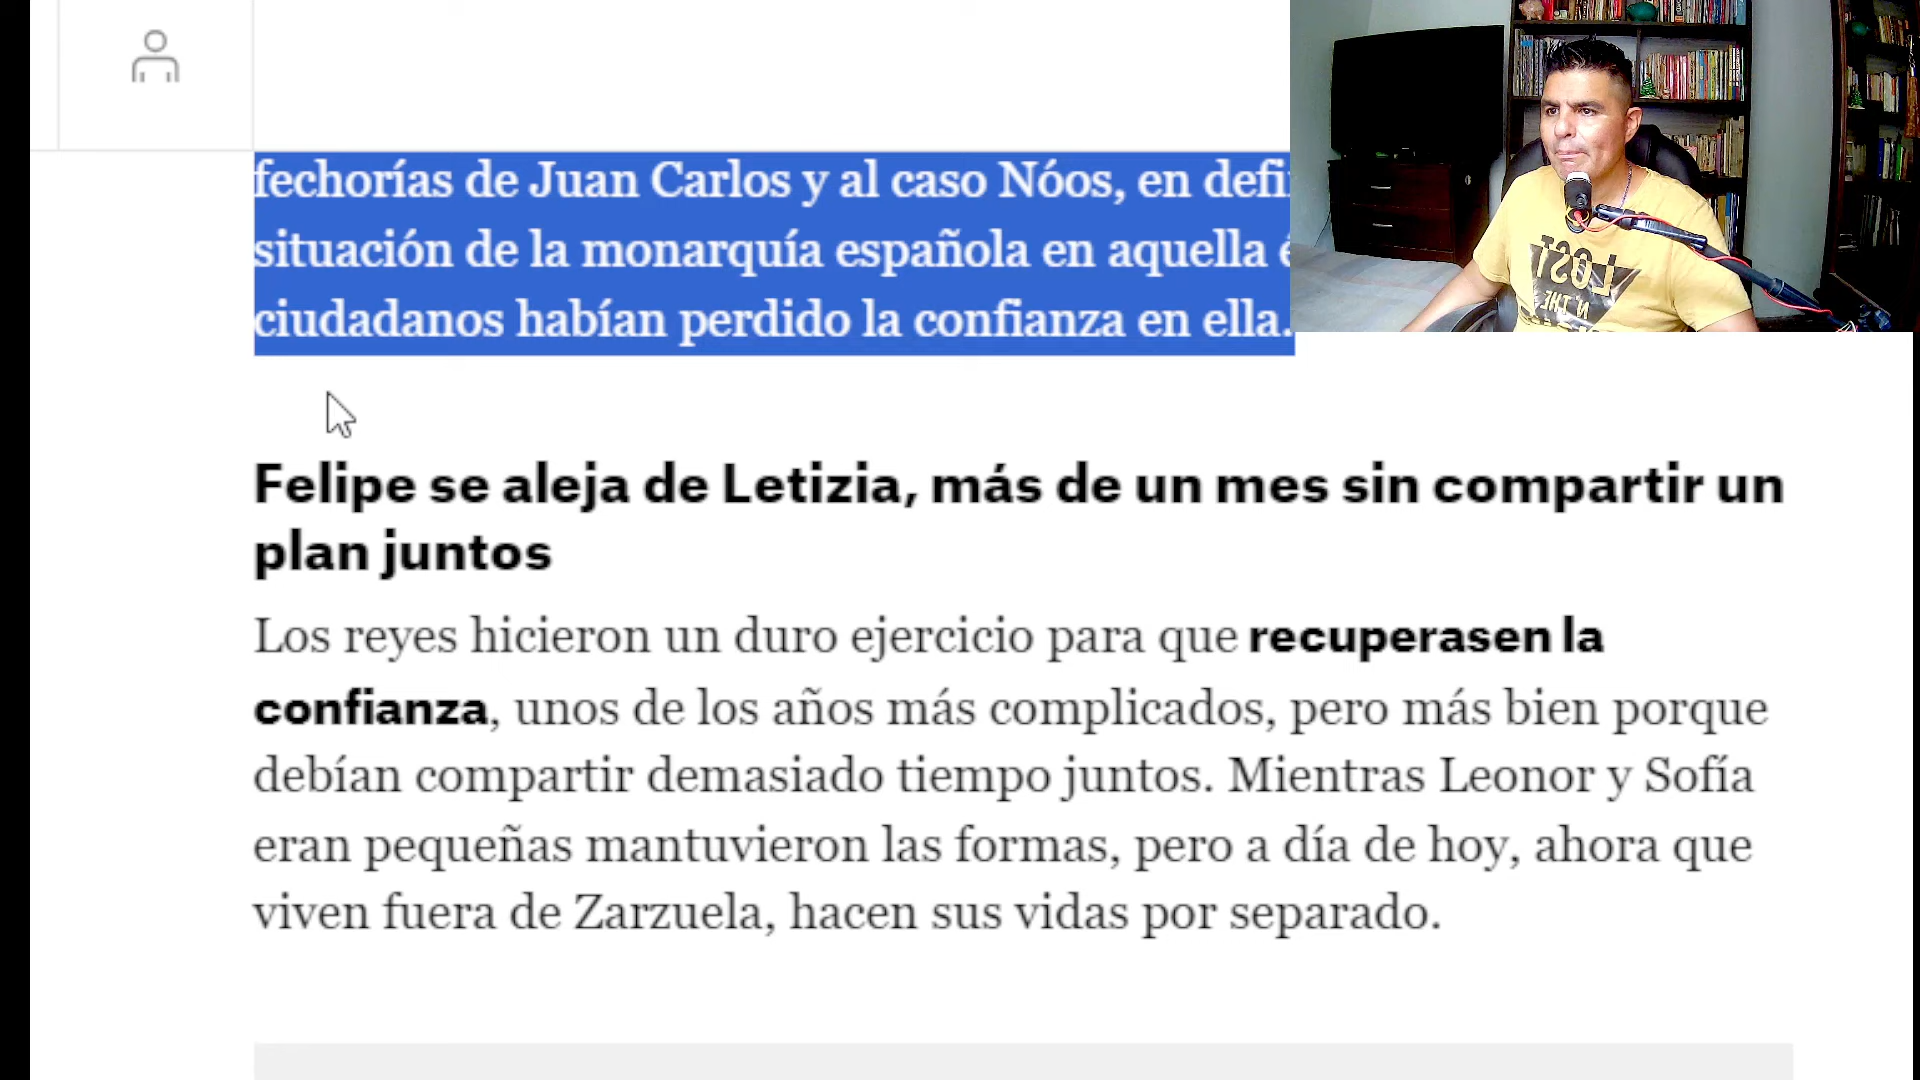 fechorías de Juan Carlos y al caso Nóos, en
situación de la monarquía española en aquella
ciudadanos habían perdido la confianza en ella.
LOST
Felipe se aleja de Letizia, más de un mes sin compartir un
plan juntos
Los reyes hicieron un duro ejercicio para que recuperasen la
confianza, unos de los años más complicados, pero más bien porque
debían compartir demasiado tiempo juntos. Mientras Leonor y Sofía
eran pequeñas mantuvieron las formas, pero a día de hoy, ahora que
viven fuera de Zarzuela, hacen sus vidas por separado.